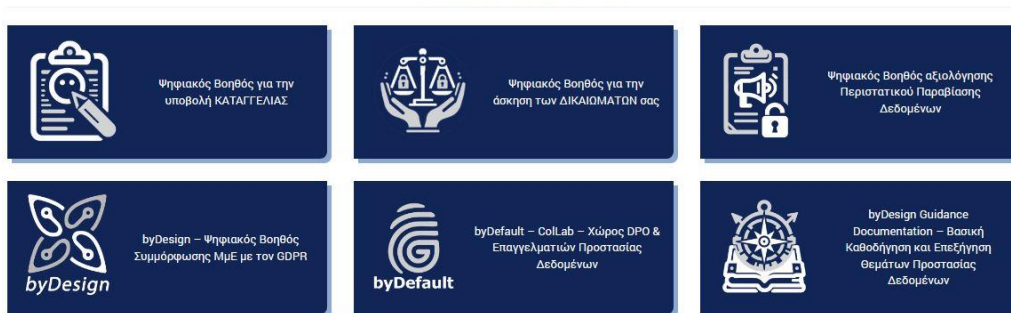 Ψηφιακός Βοηθός για την
υποβολή ΚΑΤΑΓΓΕΛΙΑΣ
Ψηφιακός Βοηθός για την
άσκηση των ΔΙΚΑΙΩΜΑΤΩΝ σας
Ψηφιακός Βοηθός αξιολόγησης
Περιστατικού Παραβίασης
Δεδομένων
byDesign
byDesign – Ψηφιακός Βοηθός
Συμμόρφωσης ΜμΕ με τον GDPR
byDefault
byDefault – ColLab – Χώρος DPO &
Επαγγελματιών Προστασίας
Δεδομένων
byDesign Guidance
Documentation – Βασική
Καθοδήγηση και Επεξήγηση
Θεμάτων Προστασίας
Δεδομένων